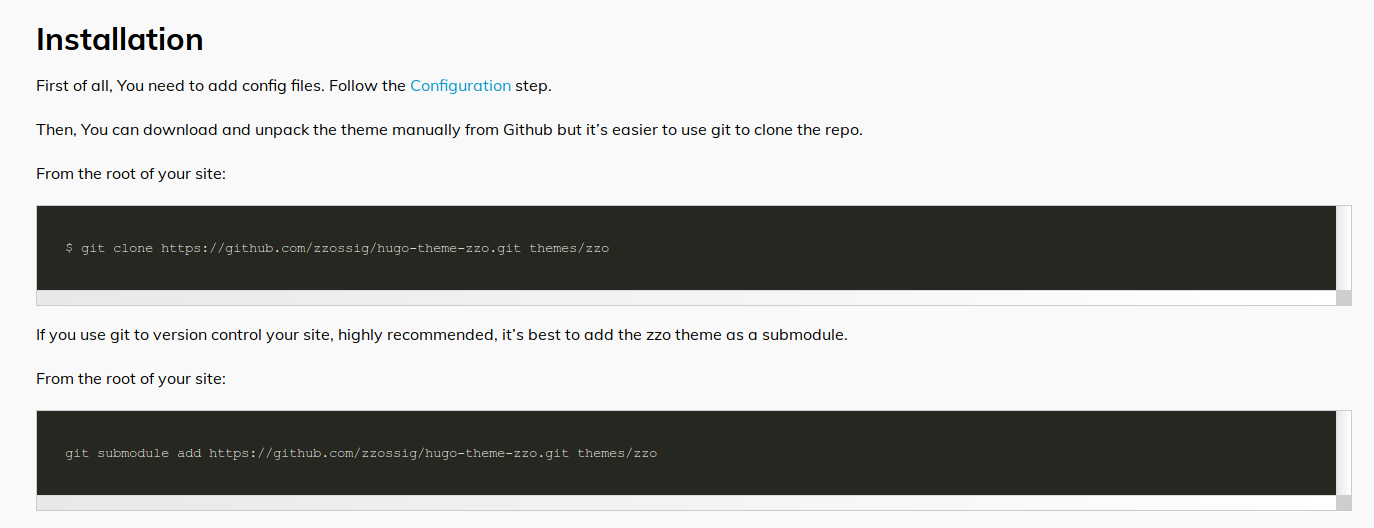 Installation
First of all, You need to add config files. Follow the Configuration step.
Then, You can download and unpack the theme manually from Github but it’s easier to use git to clone the repo.
From the root of your site:
$ git clone https://github.com/zzossig/hugo-theme-zzo.git themes/zzo
If you use git to version control your site, highly recommended, it’s best to add the zzo theme as a submodule.
From the root of your site:
git submodule add https://github.com/zzossig/hugo-theme-zzo.git themes/zzo